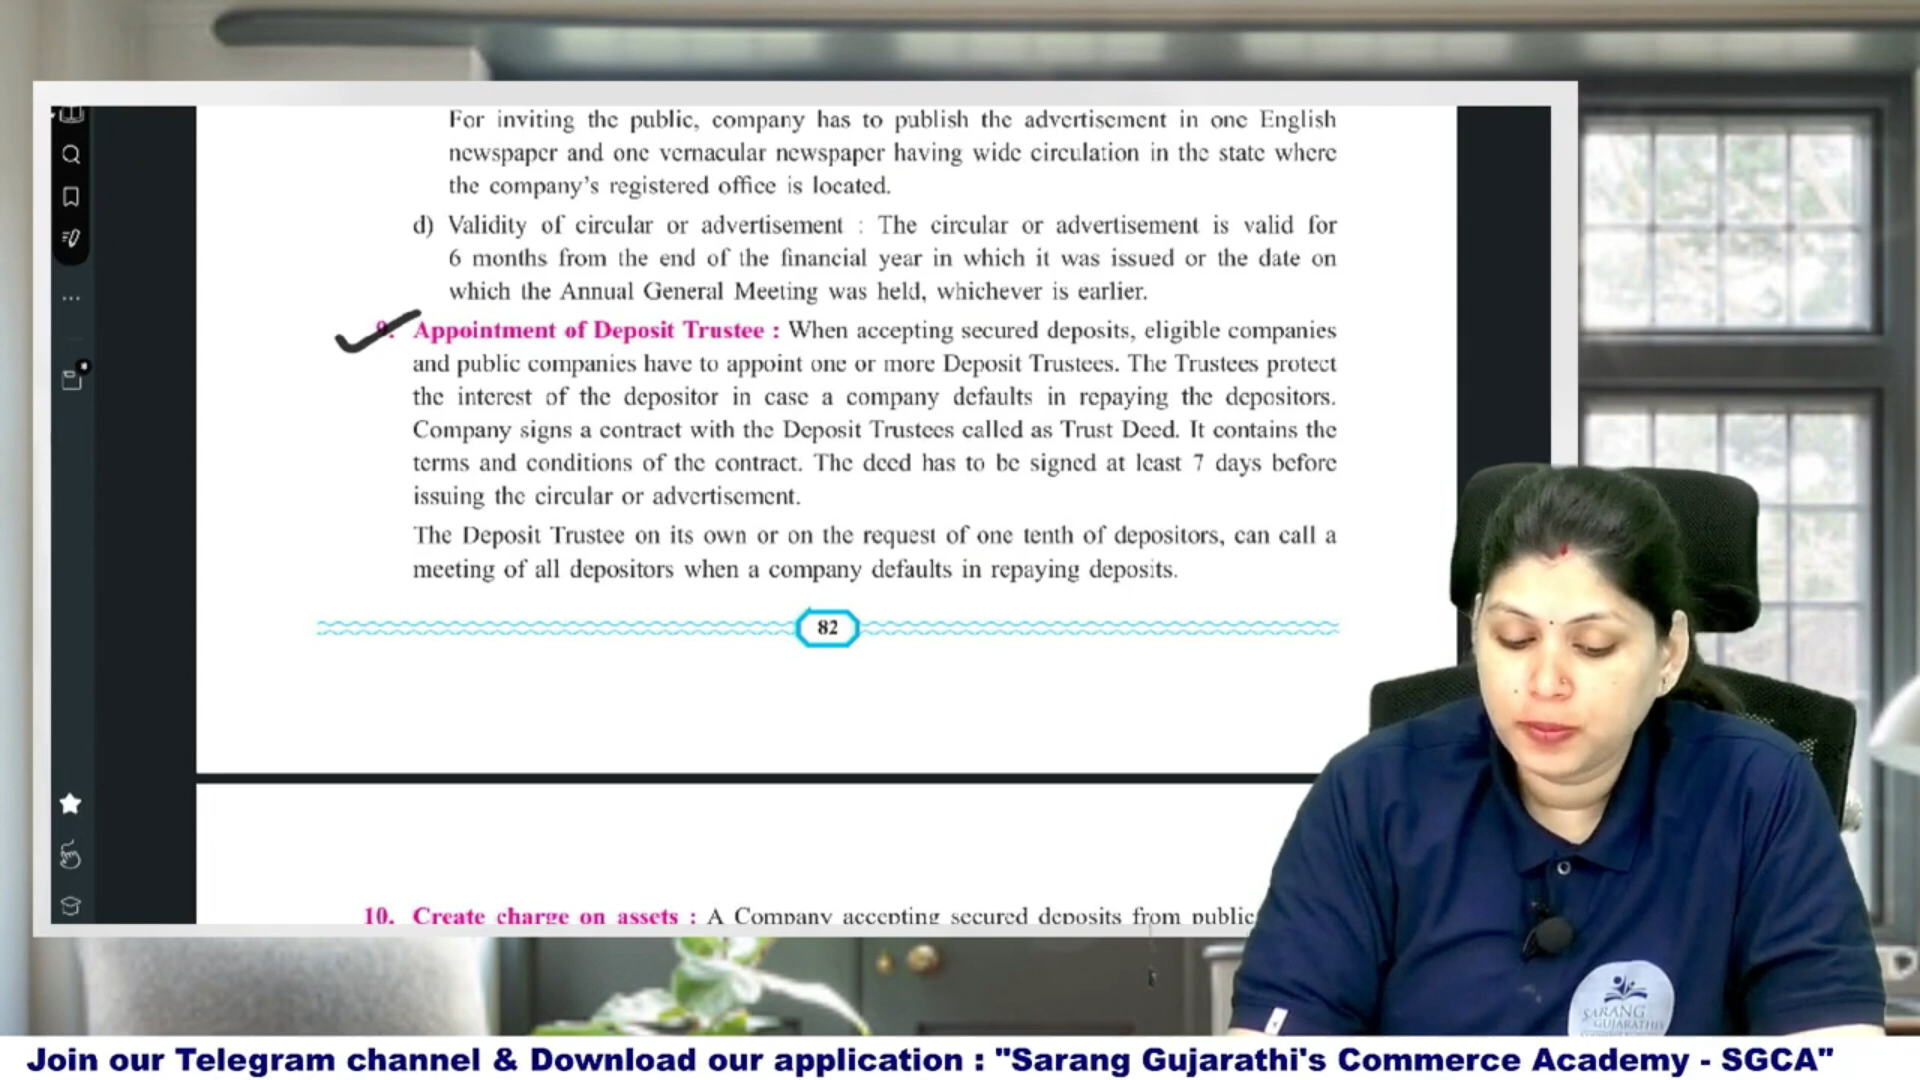 For inviting the public, company has to publish the advertisement in one English
newspaper and one vernacular newspaper having wide circulation in the state where
the company's registered office is located.
d) Validity of circular or advertisement : The circular or advertisement is valid for
6 months from the end of the financial year in which it was issued or the date on
which the Annual General Meeting was held, whichever is earlier.
9. Appointment of Deposit Trustee : When accepting secured deposits, eligible companies
and public companies have to appoint one or more Deposit Trustees. The Trustees protect
the interest of the depositor in case a company defaults in repaying the depositors.
Company signs a contract with the Deposit Trustees called as Trust Deed. It contains the
terms and conditions of the contract. The deed has to be signed at least 7 days before
issuing the circular or advertisement.
The Deposit Trustee on its own or on the request of one tenth of depositors, can call a
meeting of all depositors when a company defaults in repaying deposits.
82
10. Create charge on assets : A Company accepting secured deposits from public
SARANG
GUJARATHI'S
Join our Telegram channel & Download our application : "Sarang Gujarathi's Commerce Academy - SGCA"